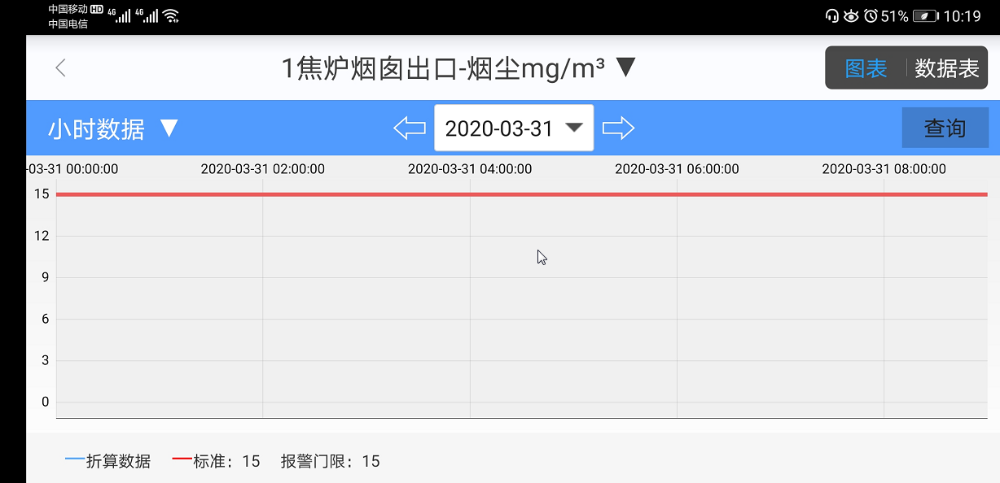 中国移动 HD 4G 4G
中国电信
51% 10:19
1焦炉烟囱出口-烟尘mg/m³ ▼
图表 数据表
小时数据 ▼
2020-03-31
查询
-03-31 00:00:00 2020-03-31 02:00:00 2020-03-31 04:00:00 2020-03-31 06:00:00 2020-03-31 08:00:00
15
12
9
6
3
0
折算数据 标准：15 报警门限：15